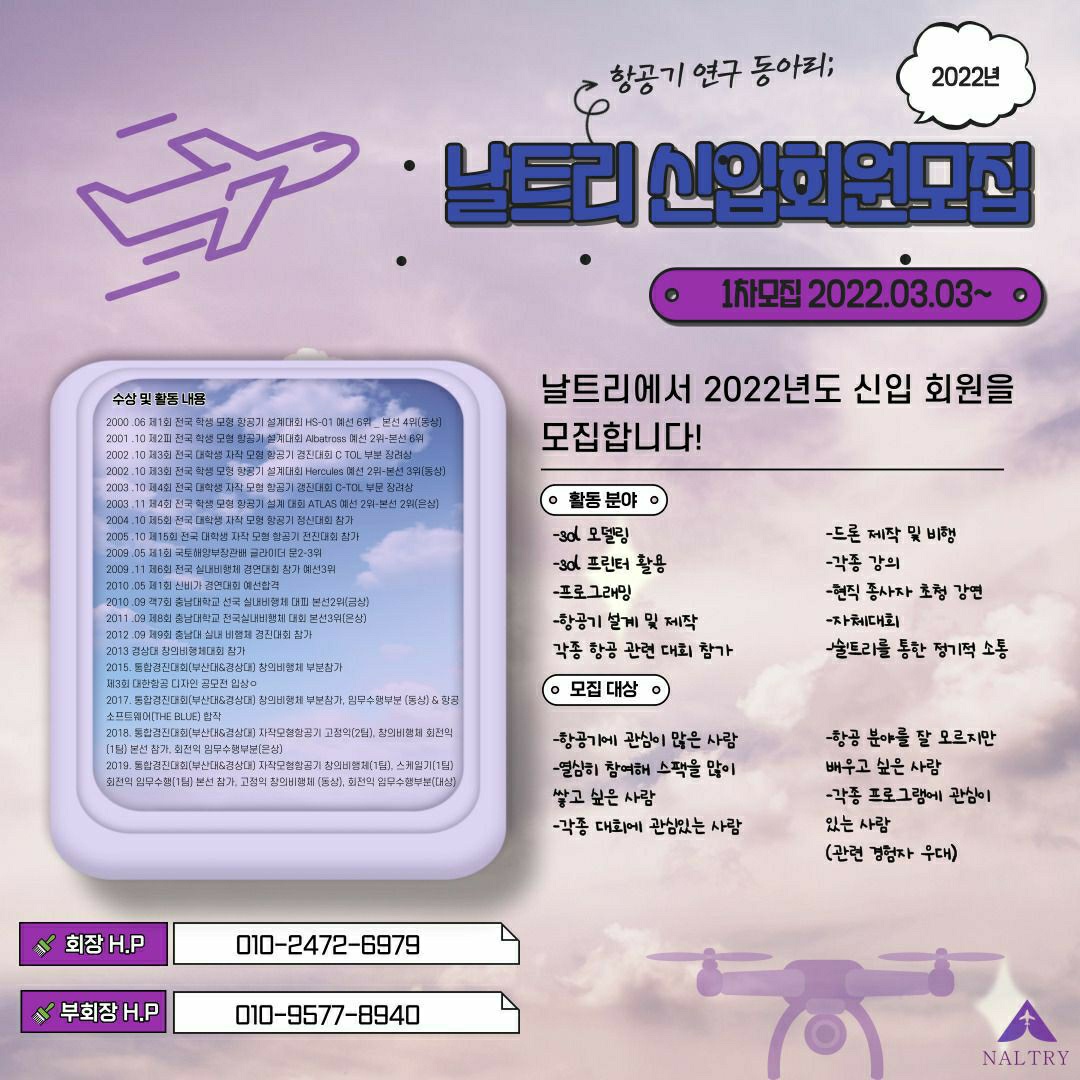 항공기 연구 동아리;
2022년
날트리 신입회원모집
1차모집 2022.03.03~
수상 및 활동 내용
2000 .06 제1회 전국 학생 모형 항공기 설계대회 HS-01 예선 6위 _ 본선 4위(동상)
2001 .10 제2피 전국 학생 모형 항공기 설계대회 Albatross 예선 2위-본선 6위
2002 .10 제3회 전국 대학생 자작 모형 항공기 경진대회 C TOL 부분 장려상
2002 .10 제3회 전국 학생 모형 항공기 설계대회 Hercules 예선 2위-본선 3위(동상)
2003 .10 제4회 전국 대학생 자작 모형 항공기 갱진대회 C-TOL 부문 장려상
2003 .11 제4회 전국 학생 모형 항공기 설계 대회 ATLAS 예선 2위-본선 2위(은상)
2004 .10 제5회 전국 대학생 자작 모형 항공기 정신대회 참가
2005 .10 제15회 전국 대학생 자작 모형 항공기 전진대회 참가
2009 .05 제1회 국토해양부장관배 글라이더 문2-3위
2009 .11 제6회 전국 실내비행체 경연대회 참가 예선3위
2010 .05 제1회 신비가 경연대회 예선합격
2010 .09 객7회 충남대학교 선국 실내비행체 대피 본선2위(금상)
2011 .09 제8회 충남대학교 전국실내비행체 대회 본선3위(은상)
2012 .09 제9회 충남대 실내 비행체 경진대회 참가
2013 경상대 창의비행체대회 참가
2015. 통합경진대회(부산대&경상대) 창의비행체 부분참가
제3회 대한항공 디자인 공모전 입상ㅇ
2017. 통합경진대회(부산대&경상대) 창의비행체 부분참가, 임무수행부분 (동상) & 항공
소프트웨어(THE BLUE) 합작
2018. 통합경진대회(부산대&경상대) 자작모형항공기 고정익(2팀), 창의비행체 회전익
(1팀) 본선 참가, 회전익 임무수행부분(은상)
2019. 통합경진대회(부산대&경상대) 자작모형항공기 창의비행체(1팀), 스케일기(1팀)
회전익 임무수행(1팀) 본선 참가, 고정익 창의비행체 (동상), 회전익 임무수행부분(대상)
날트리에서 2022년도 신입 회원을
모집합니다!
활동 분야
-3d 모델링
-3d 프린터 활용
-프로그래밍
-항공기 설계 및 제작
각종 항공 관련 대회 참가
-드론 제작 및 비행
-각종 강의
-현직 종사자 초청 강연
-자체대회
-술트리를 통한 정기적 소통
모집 대상
-항공기에 관심이 많은 사람
-열심히 참여해 스팩을 많이
쌓고 싶은 사람
-각종 대회에 관심있는 사람
-항공 분야를 잘 모르지만
배우고 싶은 사람
-각종 프로그램에 관심이
있는 사람
(관련 경험자 우대)
회장 H.P
010-2472-6979
부회장 H.P
010-9577-8940
NALTRY